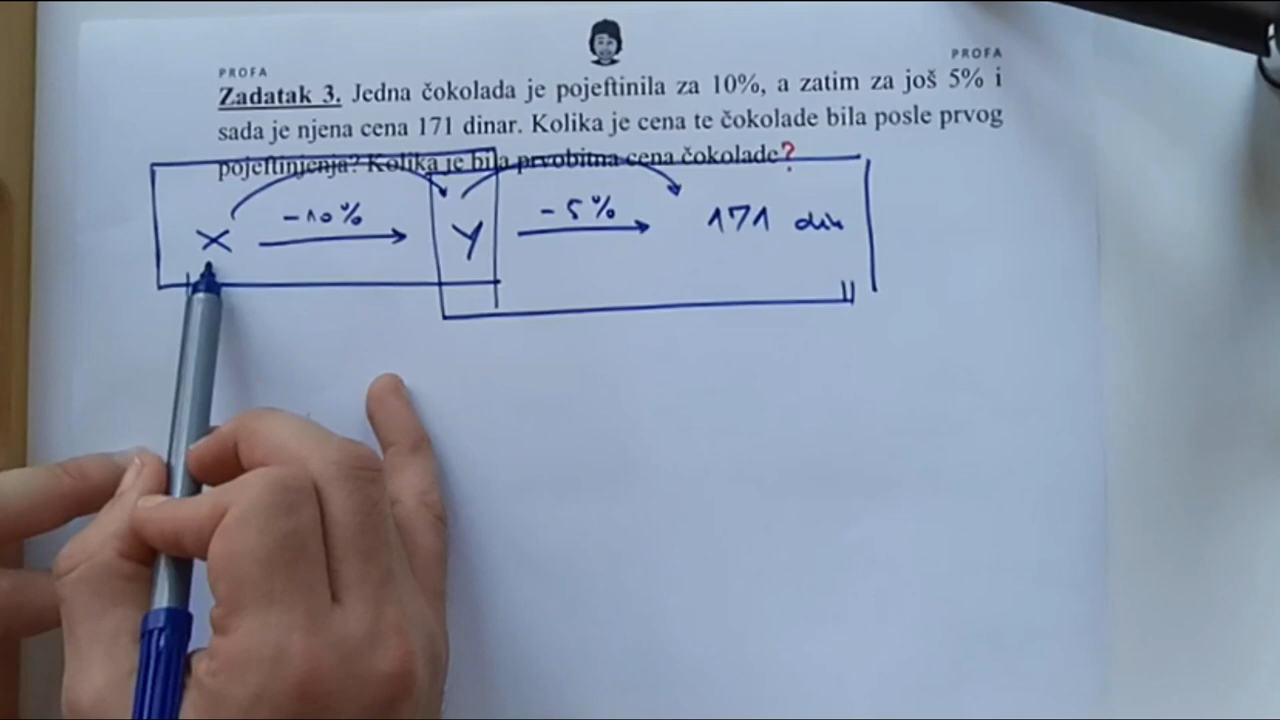 PROFA
PROFA
Zadatak 3. Jedna čokolada je pojeftinila za 10%, a zatim za još 5% i
sada je njena cena 171 dinar. Kolika je cena te čokolade bila posle prvog
pojeftinjenja? Kolika je bila prvobitna cena čokolade?
X -10% Y -5% 171 din